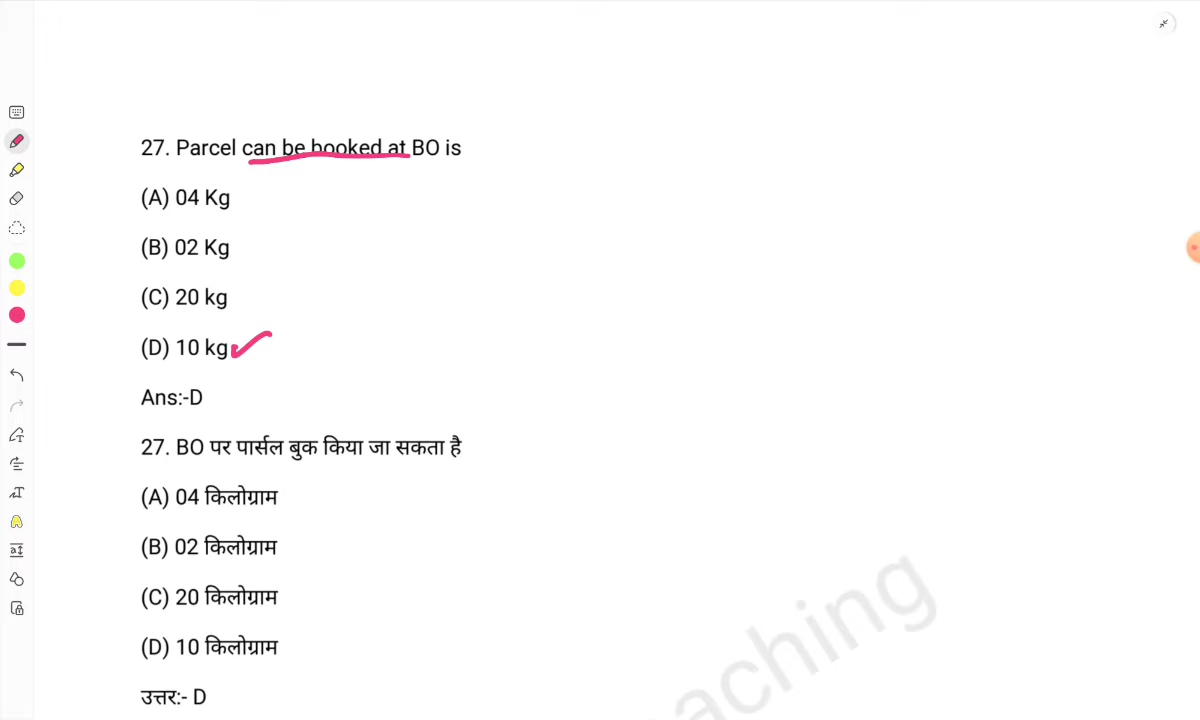 27. Parcel can be booked at BO is
(A) 04 Kg
(B) 02 Kg
(C) 20 kg
(D) 10 kg
Ans:-D
27. BO पर पार्सल बुक किया जा सकता है
(A) 04 किलोग्राम
(B) 02 किलोग्राम
(C) 20 किलोग्राम
(D) 10 किलोग्राम
उत्तर:- D